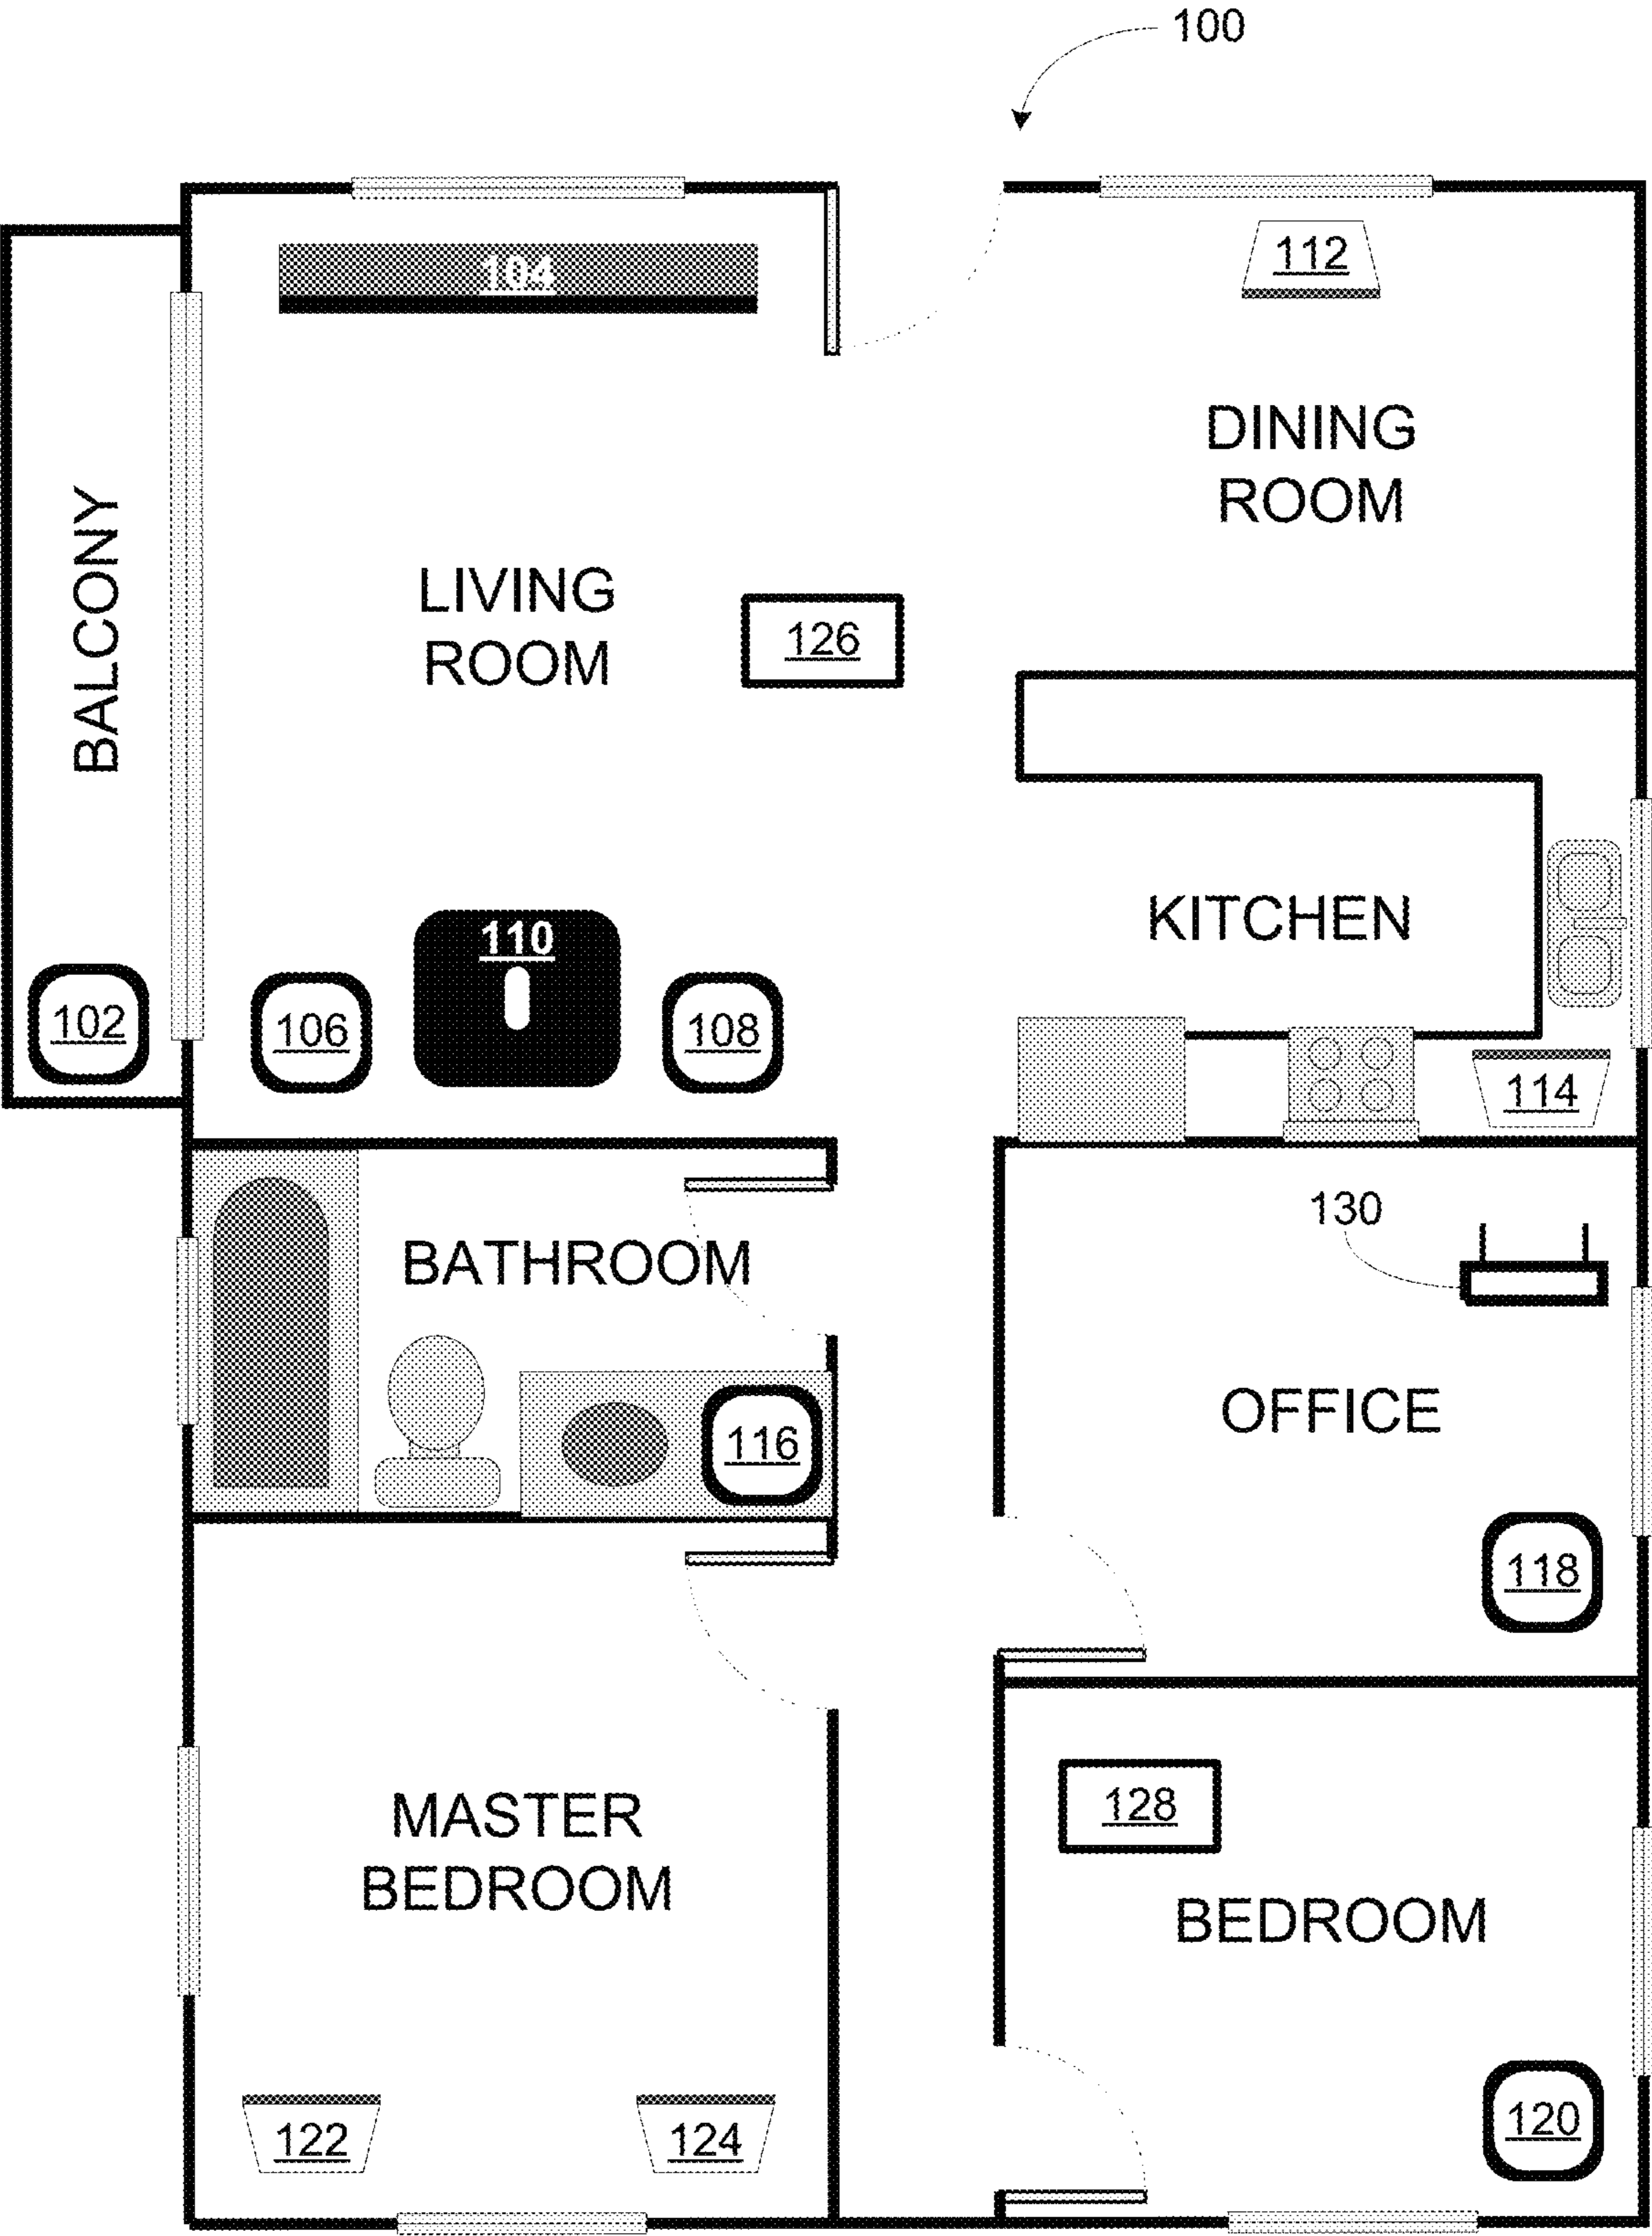 100
104
112
DINING
ROOM
BALCONY
LIVING
ROOM
126
KITCHEN
110
102
106
108
114
130
BATHROOM
OFFICE
116
118
MASTER
BEDROOM
128
BEDROOM
122
124
120